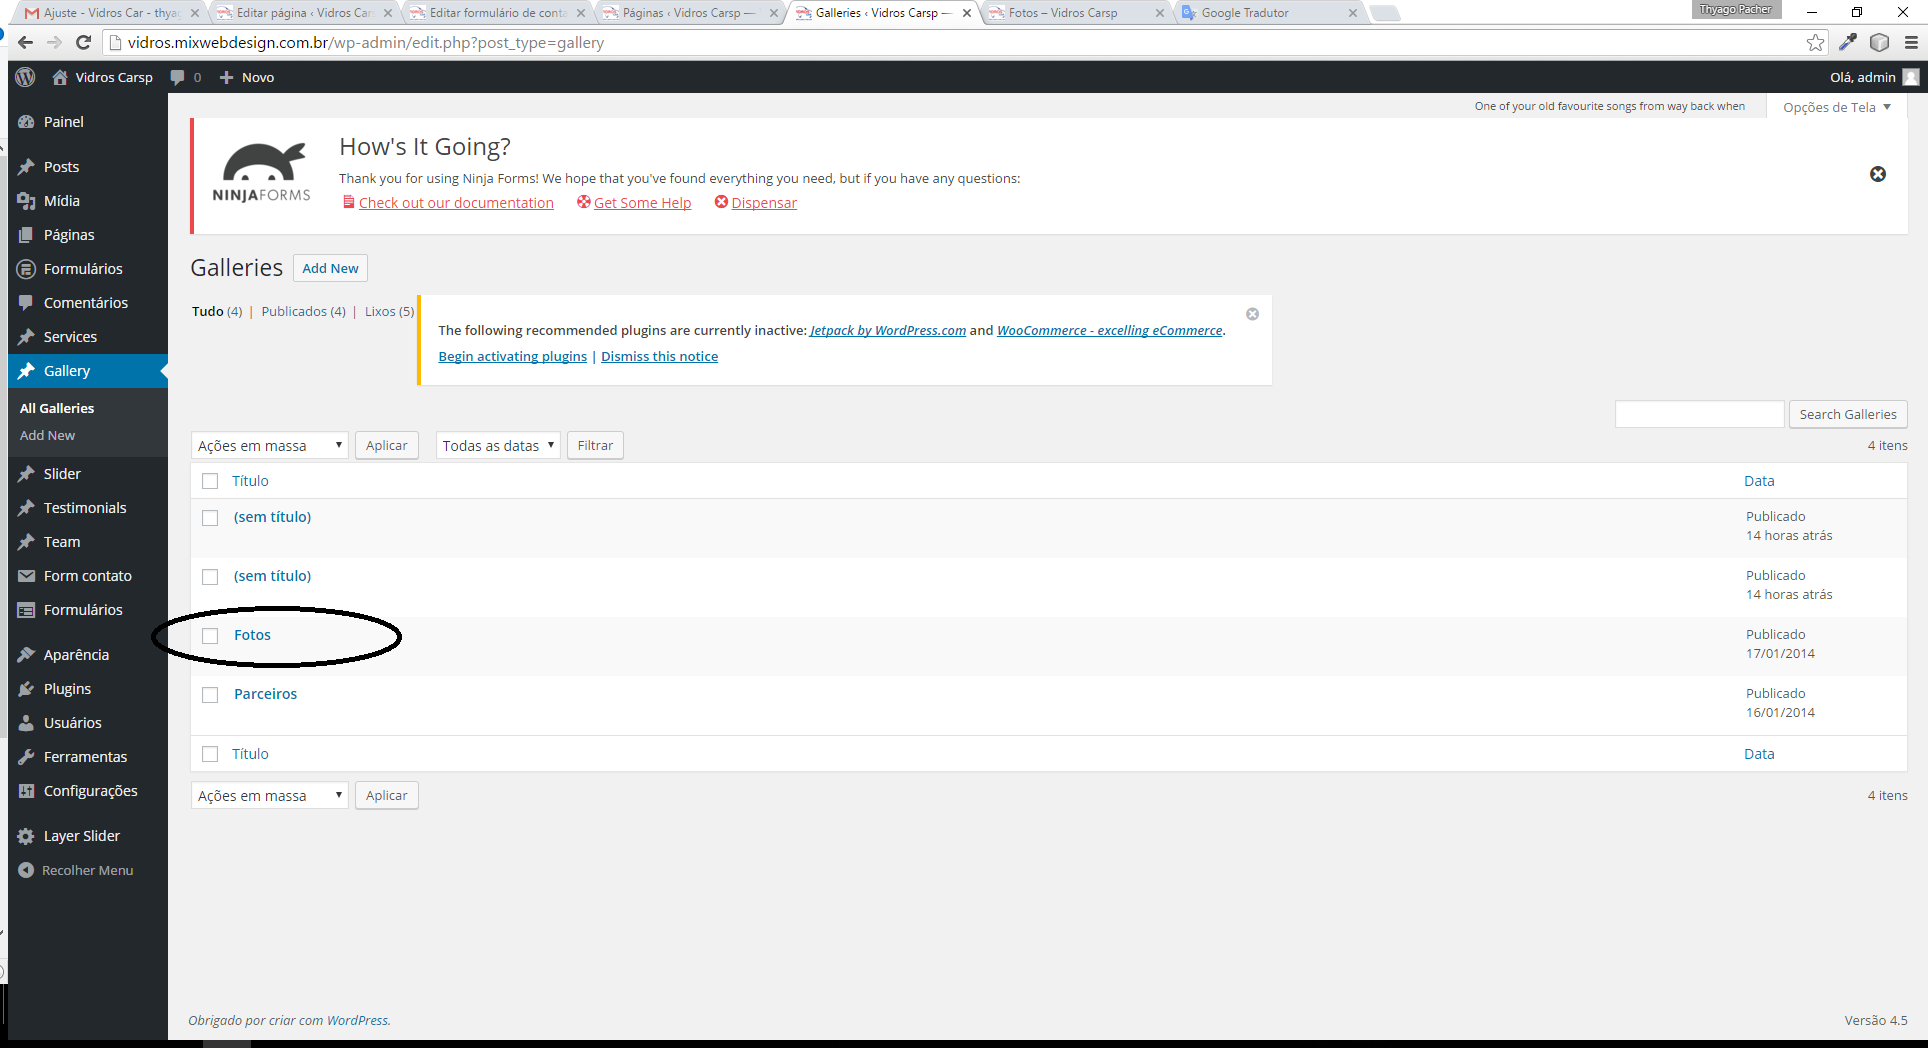 Ajuste - Vidros Car - thya
Editar página ‹ Vidros Cars
Editar formulário de conta
Páginas ‹ Vidros Carsp —
Galleries ‹ Vidros Carsp —
Fotos – Vidros Carsp
Google Tradutor
Thyago Pacher
vidros.mixwebdesign.com.br/wp-admin/edit.php?post_type=gallery
Vidros Carsp
0
Novo
Olá, admin
One of your old favourite songs from way back when
Opções de Tela
Painel
Posts
Mídia
Páginas
Formulários
Comentários
Services
Gallery
All Galleries
Add New
Slider
Testimonials
Team
Form contato
Formulários
Aparência
Plugins
Usuários
Ferramentas
Configurações
Layer Slider
Recolher Menu
NINJAFORMS
How's It Going?
Thank you for using Ninja Forms! We hope that you've found everything you need, but if you have any questions:
Check out our documentation
Get Some Help
Dispensar
Galleries
Add New
Tudo (4) | Publicados (4) | Lixos (5)
The following recommended plugins are currently inactive: Jetpack by WordPress.com and WooCommerce - excelling eCommerce.
Begin activating plugins | Dismiss this notice
Search Galleries
Ações em massa
Aplicar
Todas as datas
Filtrar
4 itens
Título
Data
(sem título)
Publicado
14 horas atrás
(sem título)
Publicado
14 horas atrás
Fotos
Publicado
17/01/2014
Parceiros
Publicado
16/01/2014
Título
Data
Ações em massa
Aplicar
4 itens
Obrigado por criar com WordPress.
Versão 4.5